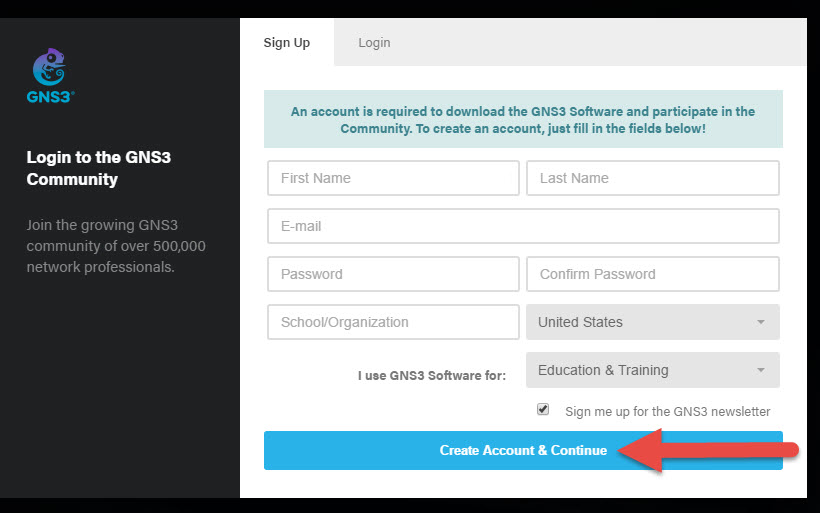 Sign Up
Login
GNS3®
Login to the GNS3
Community
Join the growing GNS3
community of over 500,000
network professionals.
An account is required to download the GNS3 Software and participate in the
Community. To create an account, just fill in the fields below!
First Name
Last Name
E-mail
Password
Confirm Password
School/Organization
United States
I use GNS3 Software for:
Education & Training
Sign me up for the GNS3 newsletter
Create Account & Continue